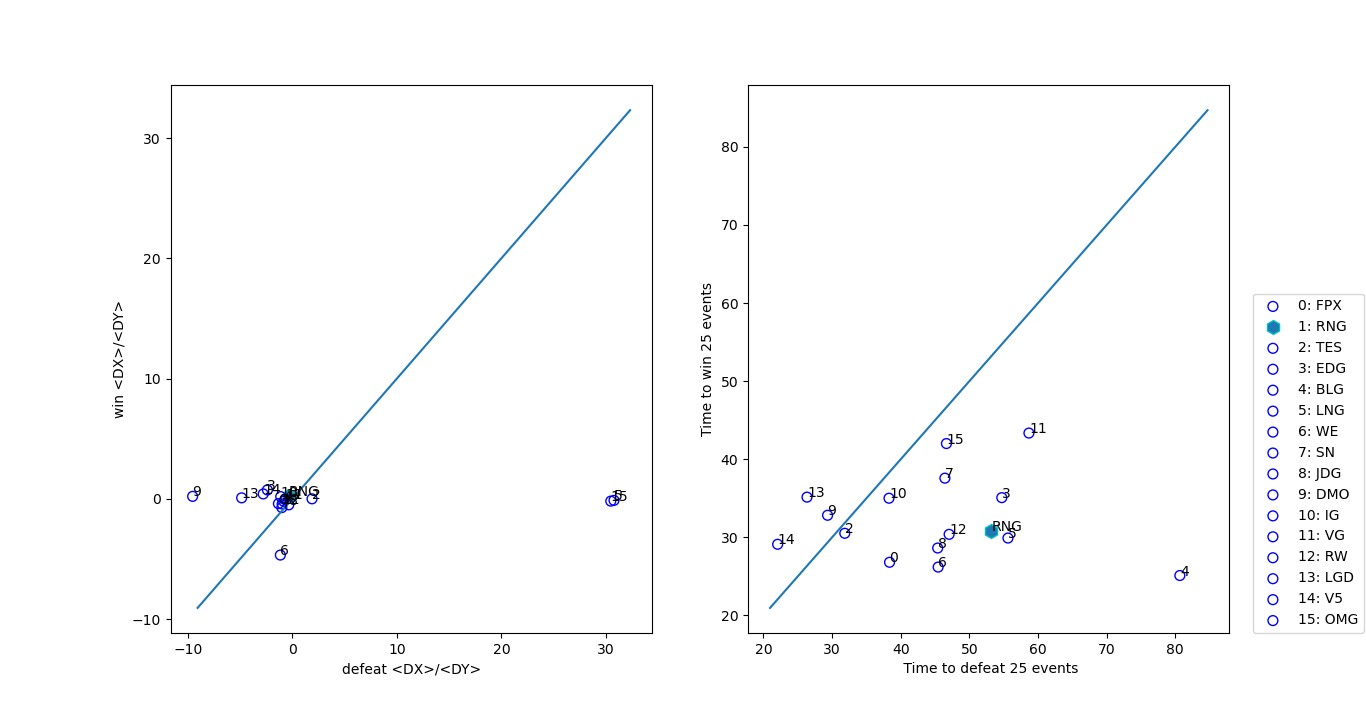 30
20
10
0
−10
−10
0
10
20
30
win <DX>/<DY>
defeat <DX>/<DY>
9
13
14
3
RNG
2
6
5
15
80
70
60
50
40
30
20
20
30
40
50
60
70
80
Time to win 25 events
Time to defeat 25 events
11
15
7
13
10
3
9
2
12
RNG
5
14
8
0
6
4
0: FPX
1: RNG
2: TES
3: EDG
4: BLG
5: LNG
6: WE
7: SN
8: JDG
9: DMO
10: IG
11: VG
12: RW
13: LGD
14: V5
15: OMG